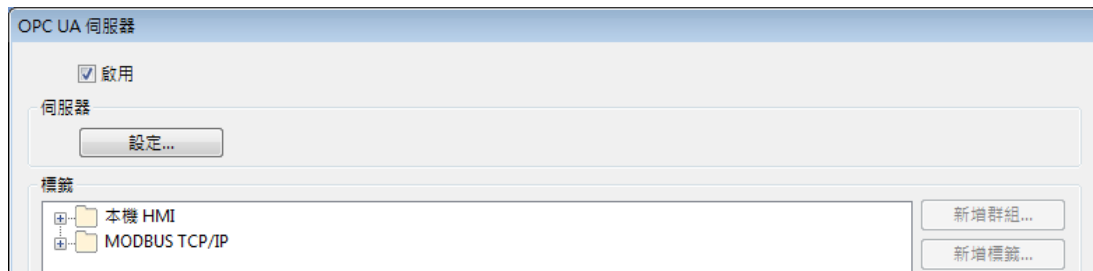 OPC UA 伺服器
啟用
伺服器
設定...
標籤
本機 HMI
MODBUS TCP/IP
新增群組...
新增標籤...